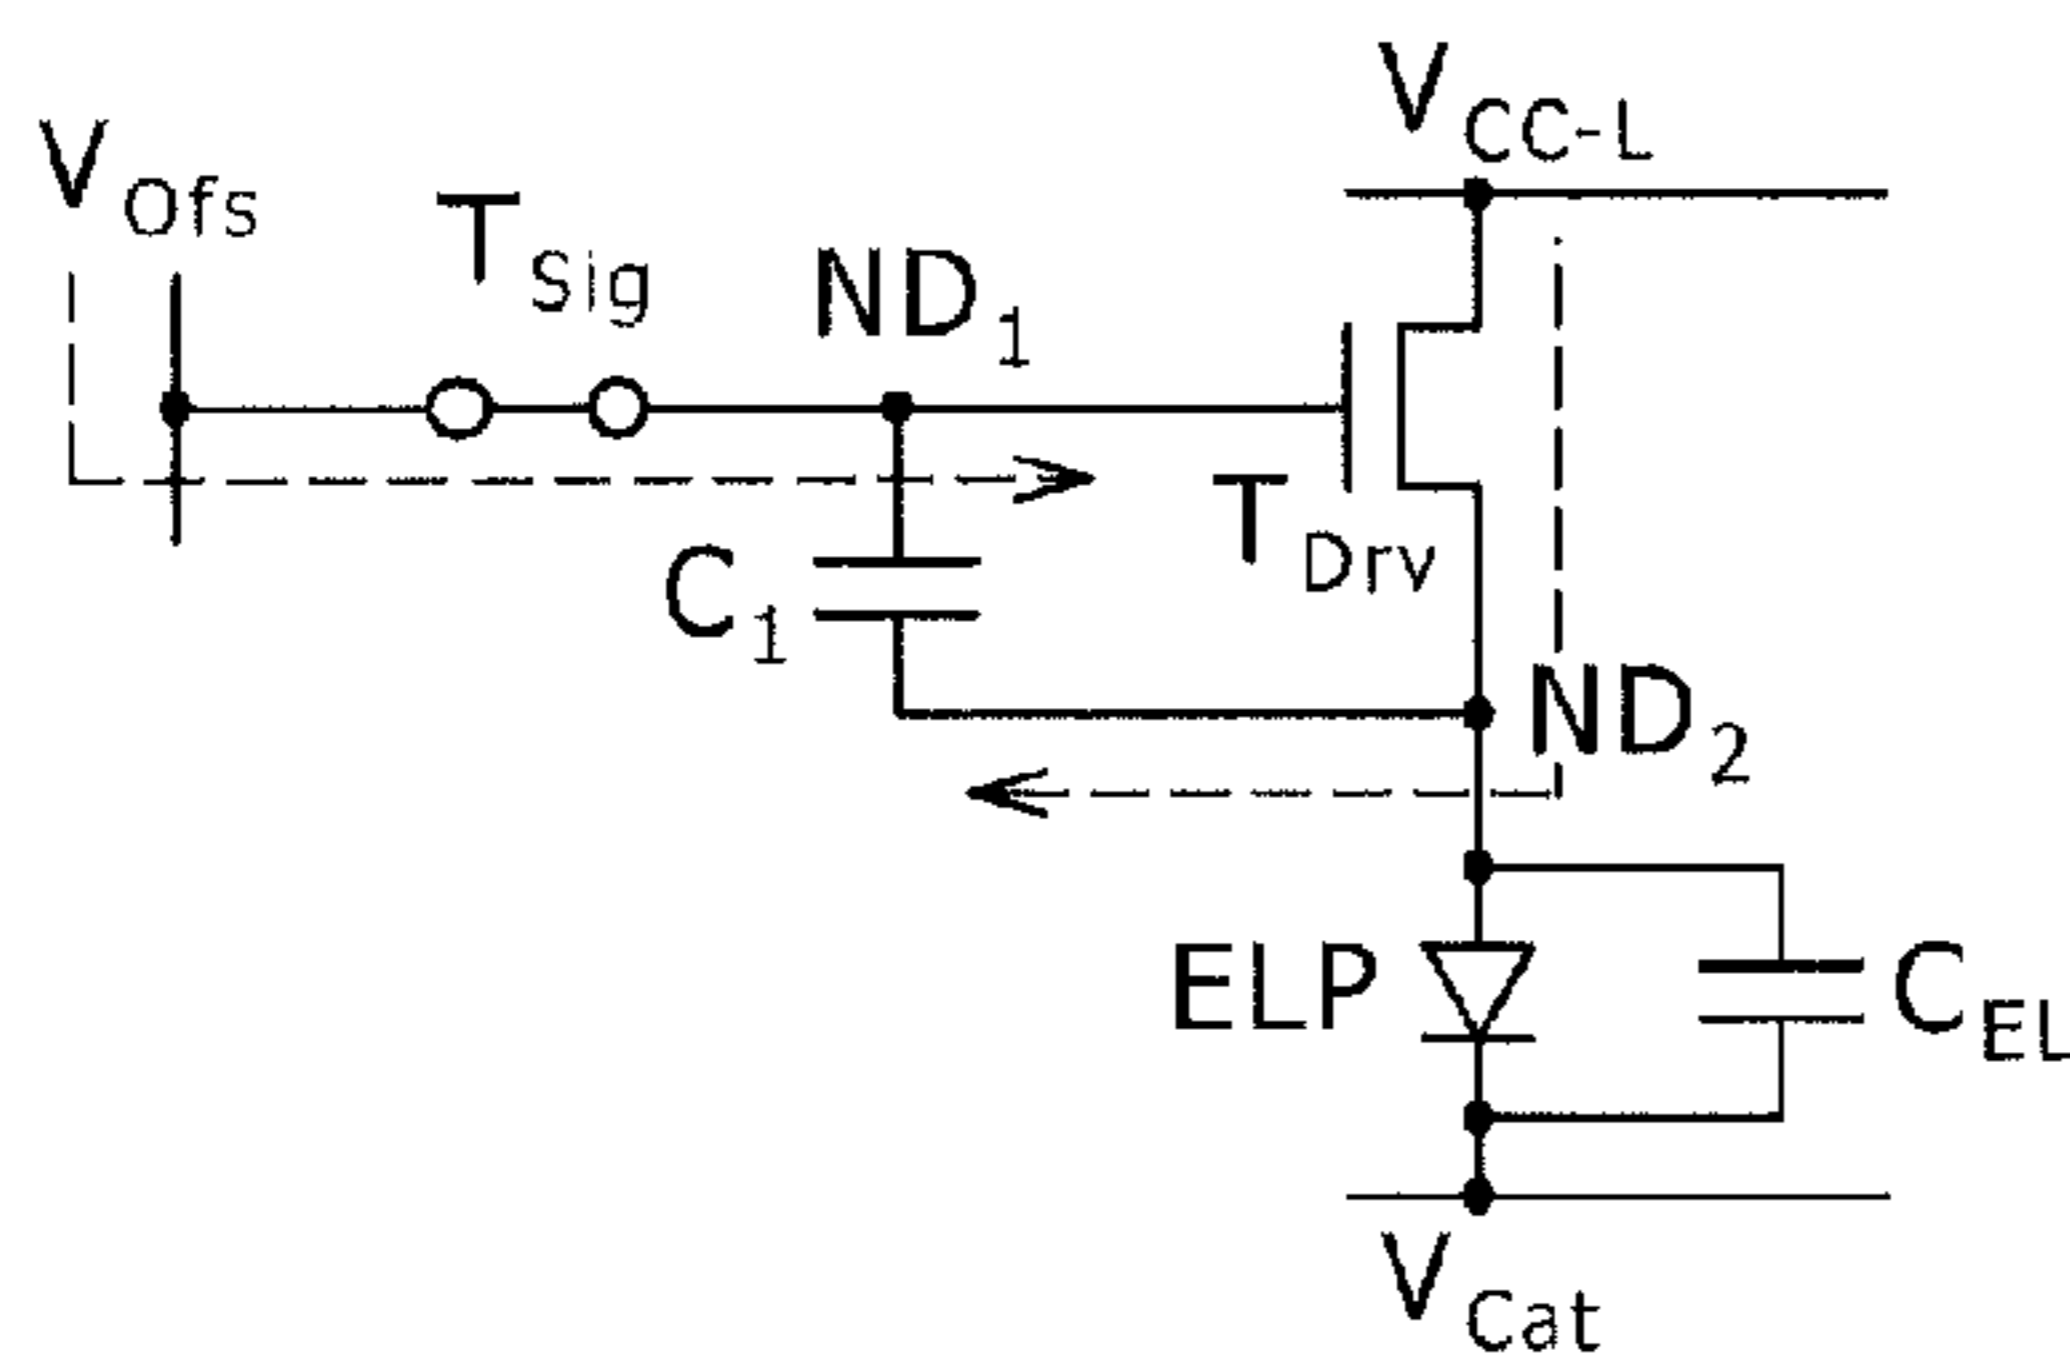 V_CC-L
V_Ofs
T_Sig
ND_1
T_Drv
C_1
ND_2
ELP
C_EL
V_Cat